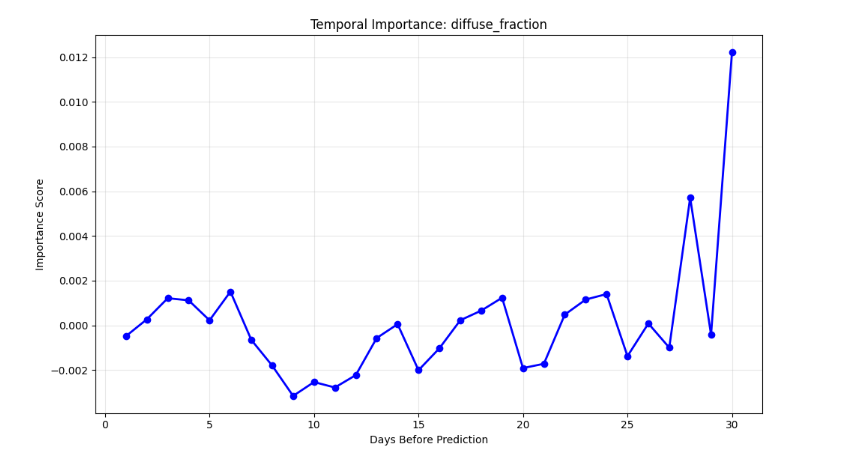 Temporal Importance: diffuse_fraction
0.012
0.010
0.008
0.006
0.004
0.002
0.000
−0.002
Importance Score
0 5 10 15 20 25 30
Days Before Prediction